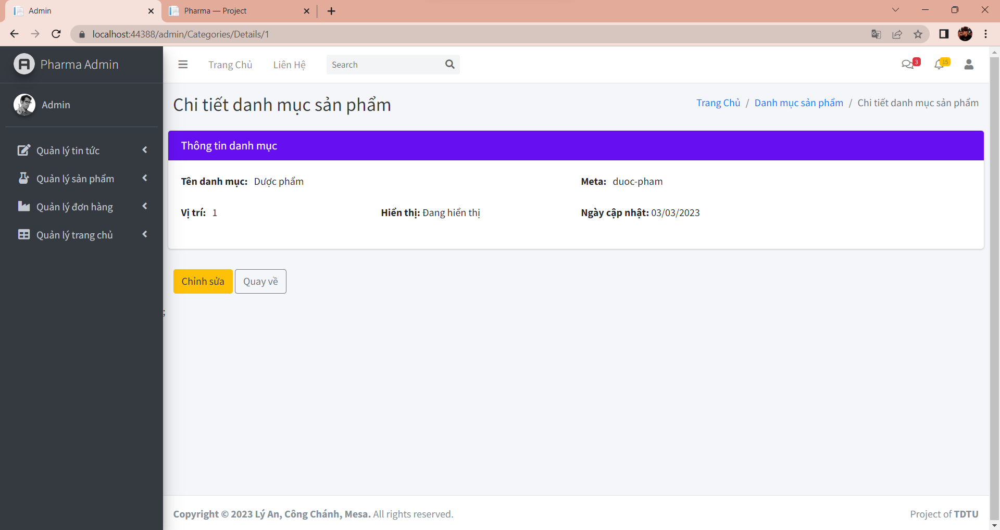 Admin
Pharma — Project
localhost:44388/admin/Categories/Details/1
Pharma Admin
Trang Chủ
Liên Hệ
Search
3
15
Admin
Chi tiết danh mục sản phẩm
Trang Chủ / Danh mục sản phẩm / Chi tiết danh mục sản phẩm
Quản lý tin tức
Quản lý sản phẩm
Quản lý đơn hàng
Quản lý trang chủ
Thông tin danh mục
Tên danh mục: Dược phẩm
Meta: duoc-pham
Vị trí: 1
Hiển thị: Đang hiển thị
Ngày cập nhật: 03/03/2023
Chỉnh sửa
Quay về
;
Copyright © 2023 Lý An, Công Chánh, Mesa. All rights reserved.
Project of TDTU